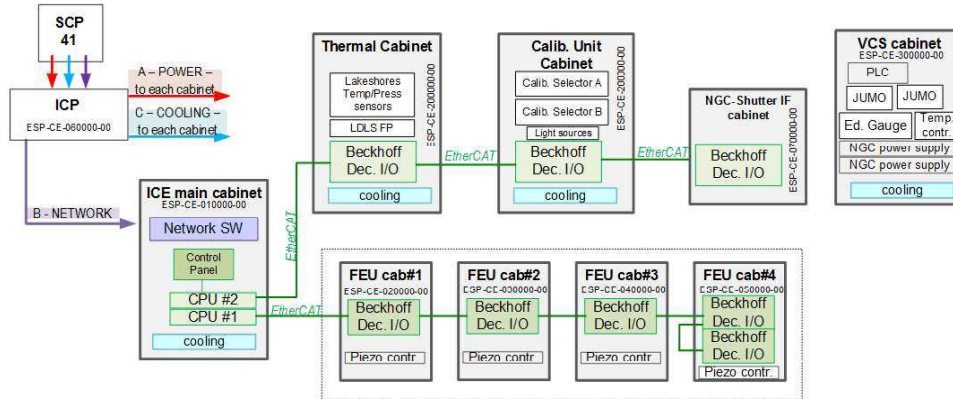 SCP
41
A – POWER –
to each cabinet
ICP
ESP-CE-060000-00
C – COOLING –
to each cabinet
B - NETWORK
ICE main cabinet
ESP-CE-010000-00
Network SW
Control
Panel
CPU #2
CPU #1
cooling
EtherCAT
EtherCAT
Thermal Cabinet
ESP-CE-200000-00
Lakeshores
Temp/Press
sensors
LDLS FP
Beckhoff
Dec. I/O
cooling
EtherCAT
Calib. Unit
Cabinet
ESP-CE-200000-00
Calib. Selector A
Calib. Selector B
Light sources
Beckhoff
Dec. I/O
cooling
EtherCAT
NGC-Shutter IF
cabinet
ESP-CE-070000-00
Beckhoff
Dec. I/O
VCS cabinet
ESP-CE-300000-00
PLC
JUMO
JUMO
Ed. Gauge
Temp.
contr.
NGC power supply
NGC power supply
cooling
FEU cab#1
ESP-CE-020000-00
Beckhoff
Dec. I/O
Piezo contr.
FEU cab#2
ESP-CE-030000-00
Beckhoff
Dec. I/O
Piezo contr.
FEU cab#3
ESP-CE-040000-00
Beckhoff
Dec. I/O
Piezo contr.
FEU cab#4
ESP-CE-050000-00
Beckhoff
Dec. I/O
Beckhoff
Dec. I/O
Piezo contr.